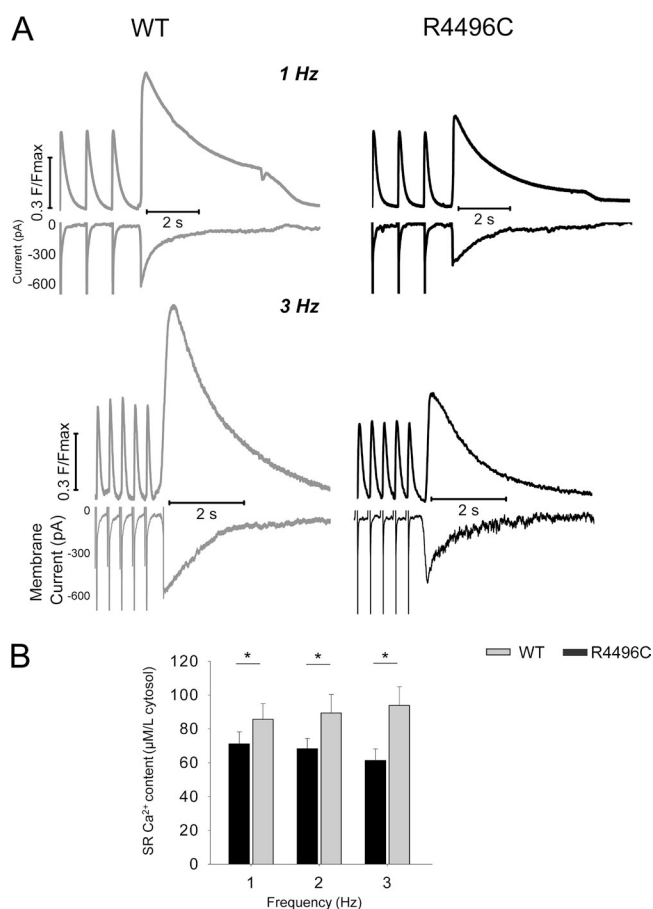 A
WT
R4496C
1 Hz
0.3 F/Fmax
2 s
2 s
Current (pA)
0
-300
-600
3 Hz
0.3 F/Fmax
2 s
2 s
Membrane
Current (pA)
0
-300
-600
B
WT
R4496C
*
*
*
SR Ca²⁺ content (µM/L cytosol)
120
100
80
60
40
20
0
1
2
3
Frequency (Hz)